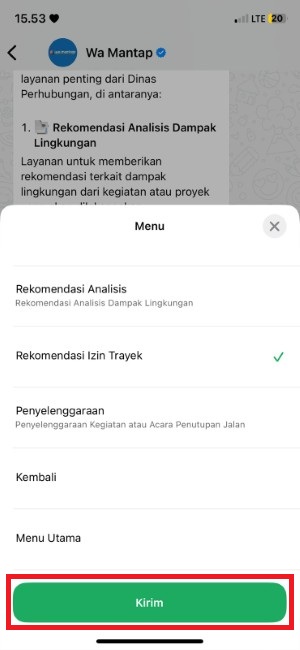 15.53
LTE 20
Wa Mantap
layanan penting dari Dinas
Perhubungan, di antaranya:
1. Rekomendasi Analisis Dampak
Lingkungan
Layanan untuk memberikan
rekomendasi terkait dampak
lingkungan dari kegiatan atau proyek
Menu
Rekomendasi Analisis
Rekomendasi Analisis Dampak Lingkungan
Rekomendasi Izin Trayek
Penyelenggaraan
Penyelenggaraan Kegiatan atau Acara Penutupan Jalan
Kembali
Menu Utama
Kirim